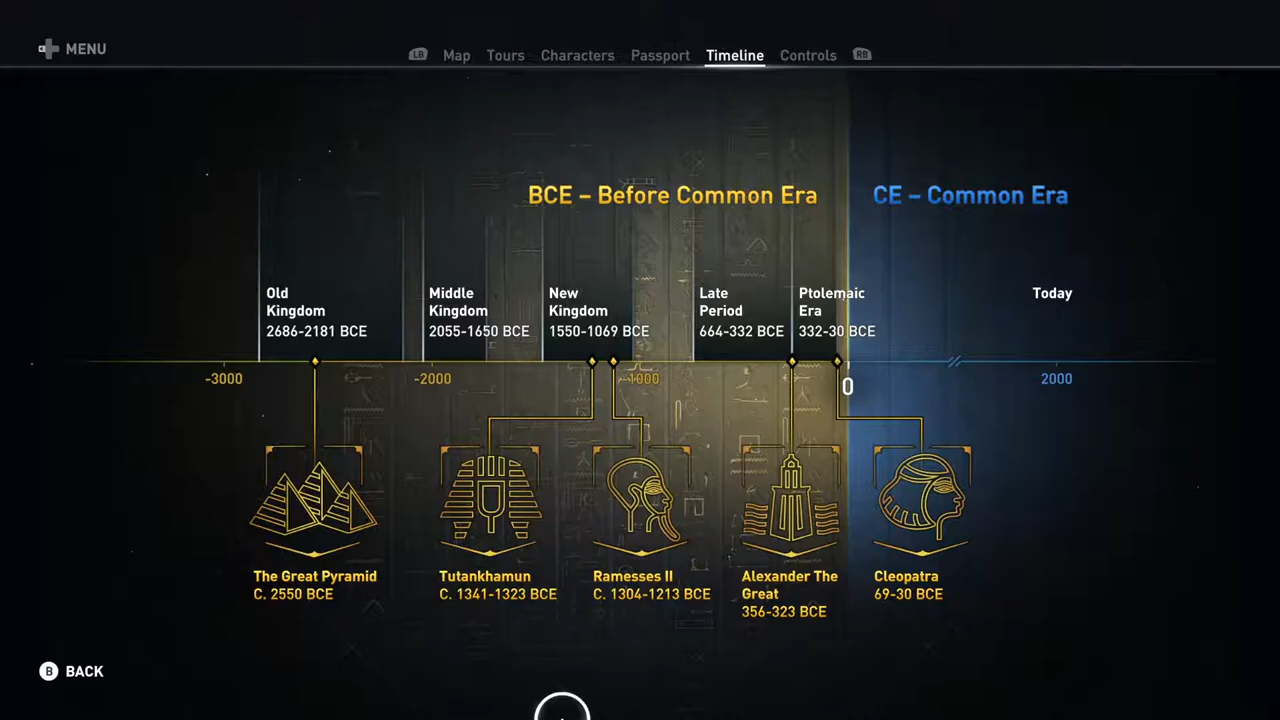 MENU
LB Map Tours Characters Passport Timeline Controls RB
BCE – Before Common Era
CE – Common Era
Old
Kingdom
2686-2181 BCE
Middle
Kingdom
2055-1650 BCE
New
Kingdom
1550-1069 BCE
Late
Period
664-332 BCE
Ptolemaic
Era
332-30 BCE
Today
-3000
-2000
-1000
0
2000
The Great Pyramid
C. 2550 BCE
Tutankhamun
C. 1341-1323 BCE
Ramesses II
C. 1304-1213 BCE
Alexander The
Great
356-323 BCE
Cleopatra
69-30 BCE
B BACK